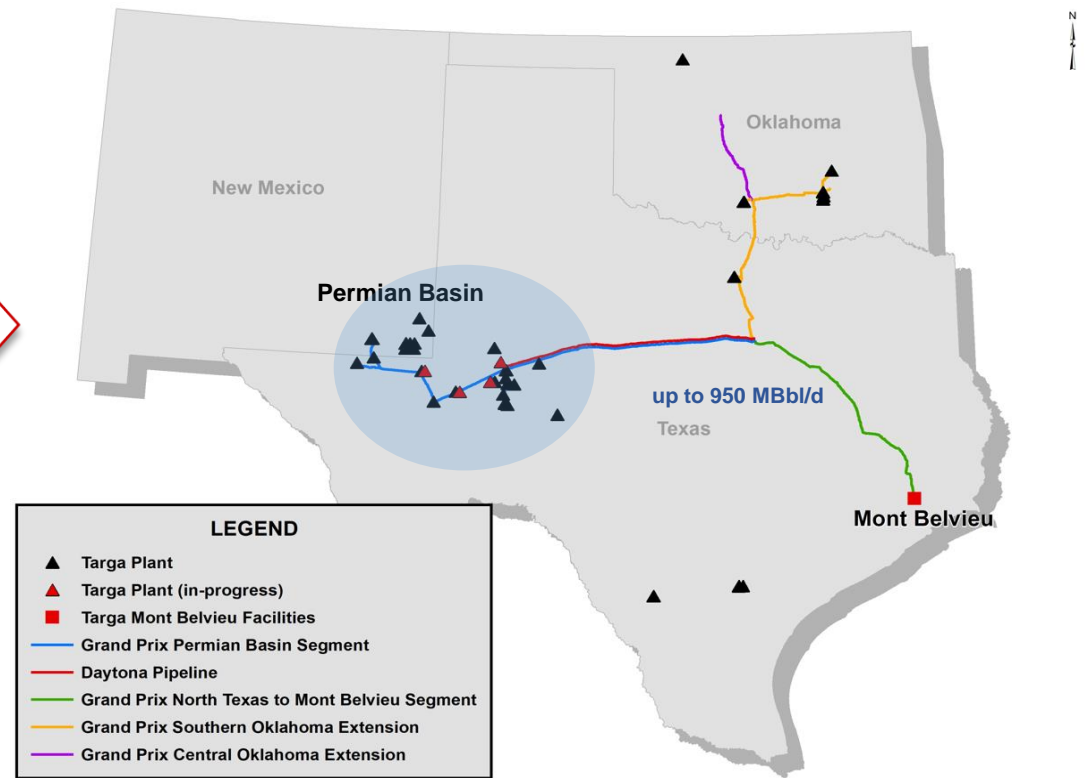 N
Oklahoma
New Mexico
Permian Basin
up to 950 MBbl/d
Texas
Mont Belvieu
LEGEND
Targa Plant
Targa Plant (in-progress)
Targa Mont Belvieu Facilities
Grand Prix Permian Basin Segment
Daytona Pipeline
Grand Prix North Texas to Mont Belvieu Segment
Grand Prix Southern Oklahoma Extension
Grand Prix Central Oklahoma Extension